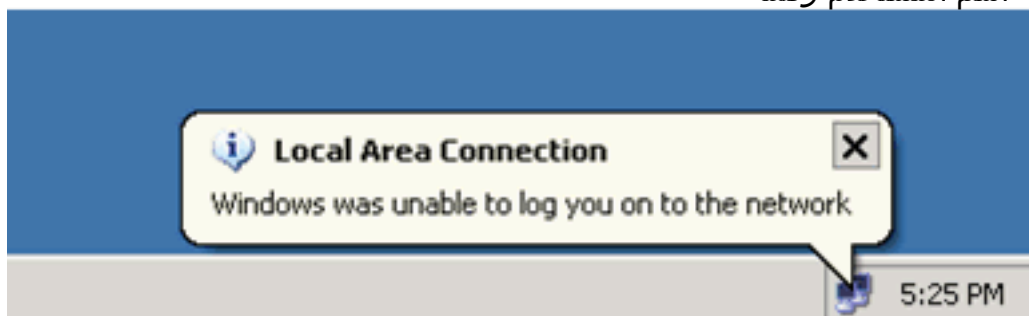 Local Area Connection
Windows was unable to log you on to the network
5:25 PM